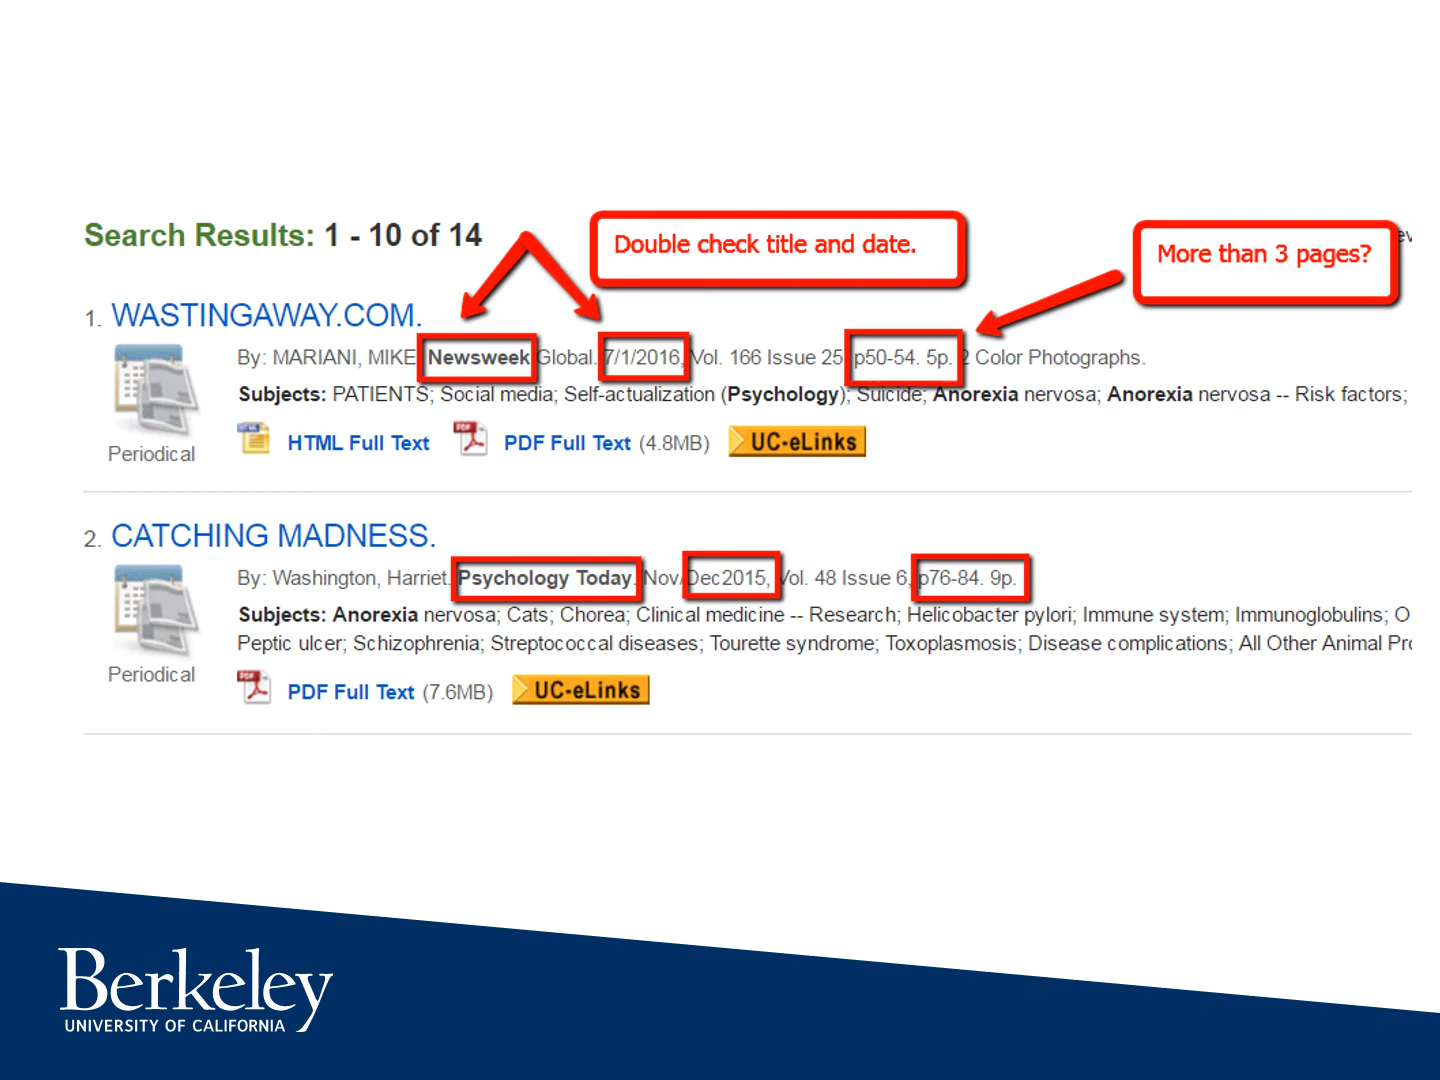 Search Results: 1 - 10 of 14
Double check title and date.
More than 3 pages?
1. WASTINGAWAY.COM.
By: MARIANI, MIKE. Newsweek Global. 7/1/2016, Vol. 166 Issue 25, p50-54. 5p. 2 Color Photographs.
Subjects: PATIENTS; Social media; Self-actualization (Psychology); Suicide; Anorexia nervosa; Anorexia nervosa -- Risk factors;
Periodical
HTML Full Text PDF Full Text (4.8MB) UC-eLinks
2. CATCHING MADNESS.
By: Washington, Harriet. Psychology Today. Nov/Dec2015, Vol. 48 Issue 6, p76-84. 9p.
Subjects: Anorexia nervosa; Cats; Chorea; Clinical medicine -- Research; Helicobacter pylori; Immune system; Immunoglobulins; O
Peptic ulcer; Schizophrenia; Streptococcal diseases; Tourette syndrome; Toxoplasmosis; Disease complications; All Other Animal
Periodical
PDF Full Text (7.6MB) UC-eLinks
Berkeley
UNIVERSITY OF CALIFORNIA